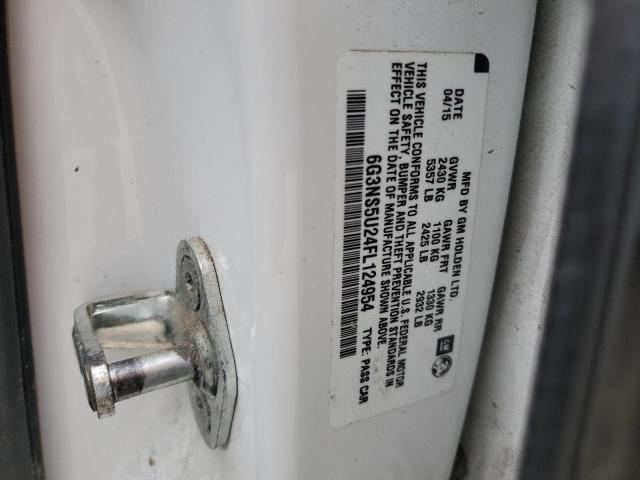 MFD BY GM HOLDEN LTD.
DATE GVWR GAWR FRT GAWR RR
04/15 2430 KG 1100 KG 1330 KG
5357 LB 2425 LB 2932 LB
THIS VEHICLE CONFORMS TO ALL APPLICABLE U.S. FEDERAL MOTOR
VEHICLE SAFETY, BUMPER AND THEFT PREVENTION STANDARDS IN
EFFECT ON THE DATE OF MANUFACTURE SHOWN ABOVE.
6G3NS5U24FL124954 TYPE: PASS CAR
GM